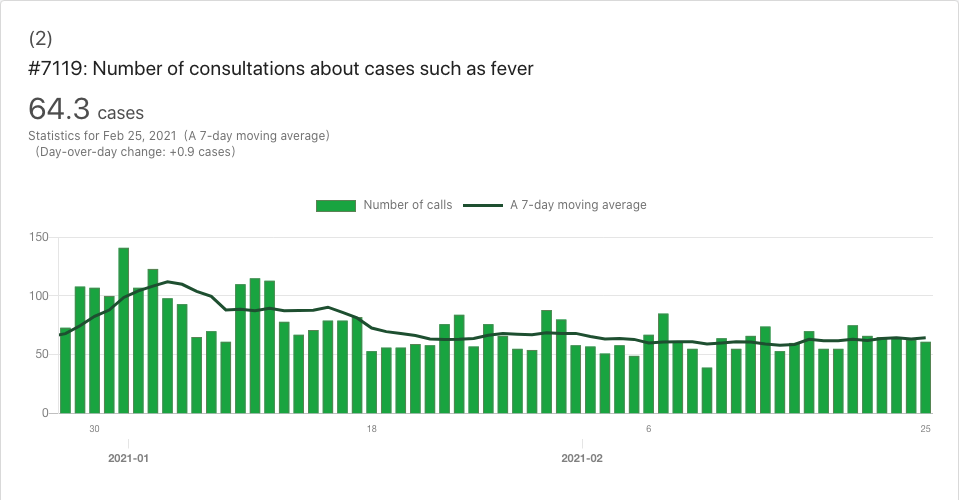 (2)
#7119: Number of consultations about cases such as fever
64.3 cases
Statistics for Feb 25, 2021 (A 7-day moving average)
(Day-over-day change: +0.9 cases)
Number of calls A 7-day moving average
150
100
50
0
30 18 6 25
2021-01 2021-02